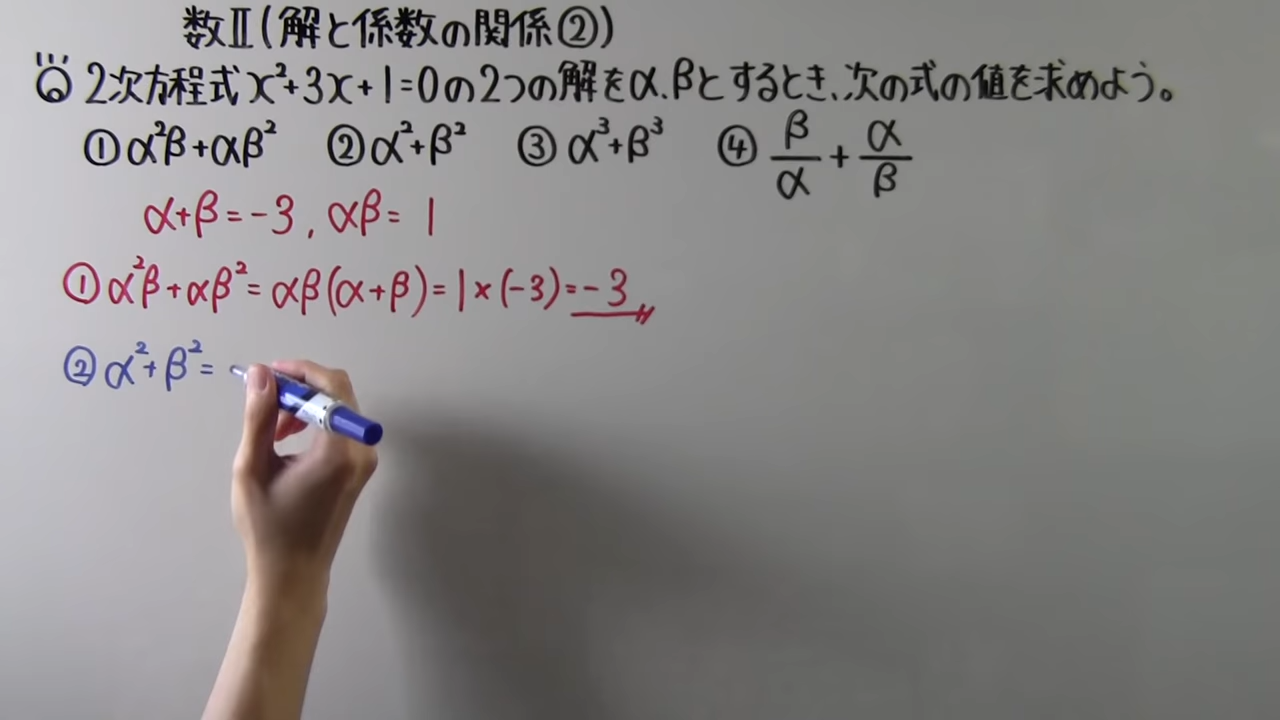 数Ⅱ(解と係数の関係②)
Q 2次方程式x²+3x+1=0の2つの解をα、βとするとき、次の式の値を求めよう。
①α²β+αβ² ②α²+β² ③α³+β³ ④β/α+α/β
α+β=-3, αβ=1
①α²β+αβ²=αβ(α+β)=1×(-3)=-3
②α²+β²=